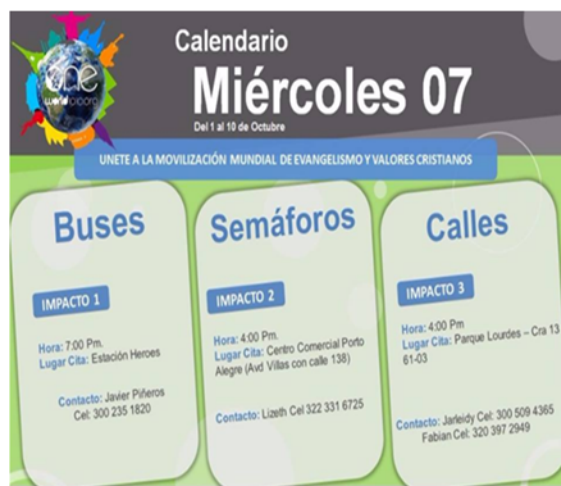 one
worldproorg
Calendario
Miércoles 07
Del 1 al 10 de Octubre
UNETE A LA MOVILIZACIÓN MUNDIAL DE EVANGELISMO Y VALORES CRISTIANOS
Buses
IMPACTO 1
Hora: 7:00 Pm.
Lugar Cita: Estación Heroes
Contacto: Javier Piñeros
Cel: 300 235 1820
Semáforos
IMPACTO 2
Hora: 4:00 Pm.
Lugar Cita: Centro Comercial Porto
Alegre (Avd Villas con calle 138)
Contacto: Lizeth Cel 322 331 6725
Calles
IMPACTO 3
Hora: 4:00 Pm
Lugar Cita: Parque Lourdes – Cra 13
61-03
Contacto: Jarleidy Cel: 300 509 4365
Fabian Cel: 320 397 2949